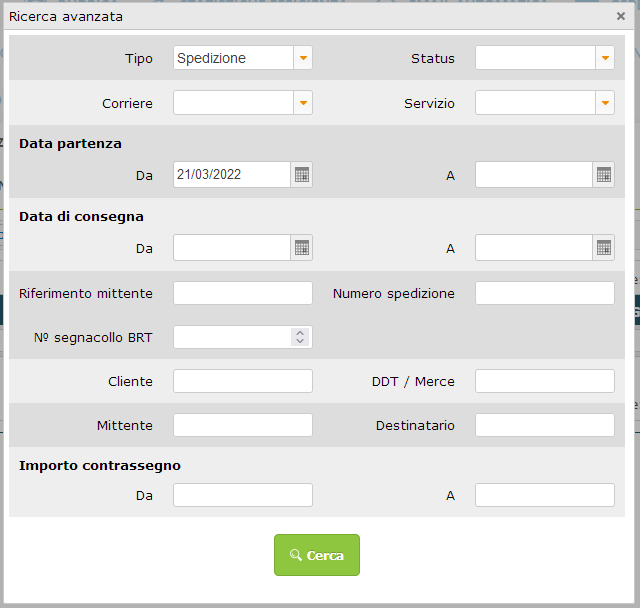 Ricerca avanzata
Tipo Spedizione Status
Corriere Servizio
Data partenza
Da 21/03/2022 A
Data di consegna
Da A
Riferimento mittente Numero spedizione
Nº segnacollo BRT
Cliente DDT / Merce
Mittente Destinatario
Importo contrassegno
Da A
Cerca